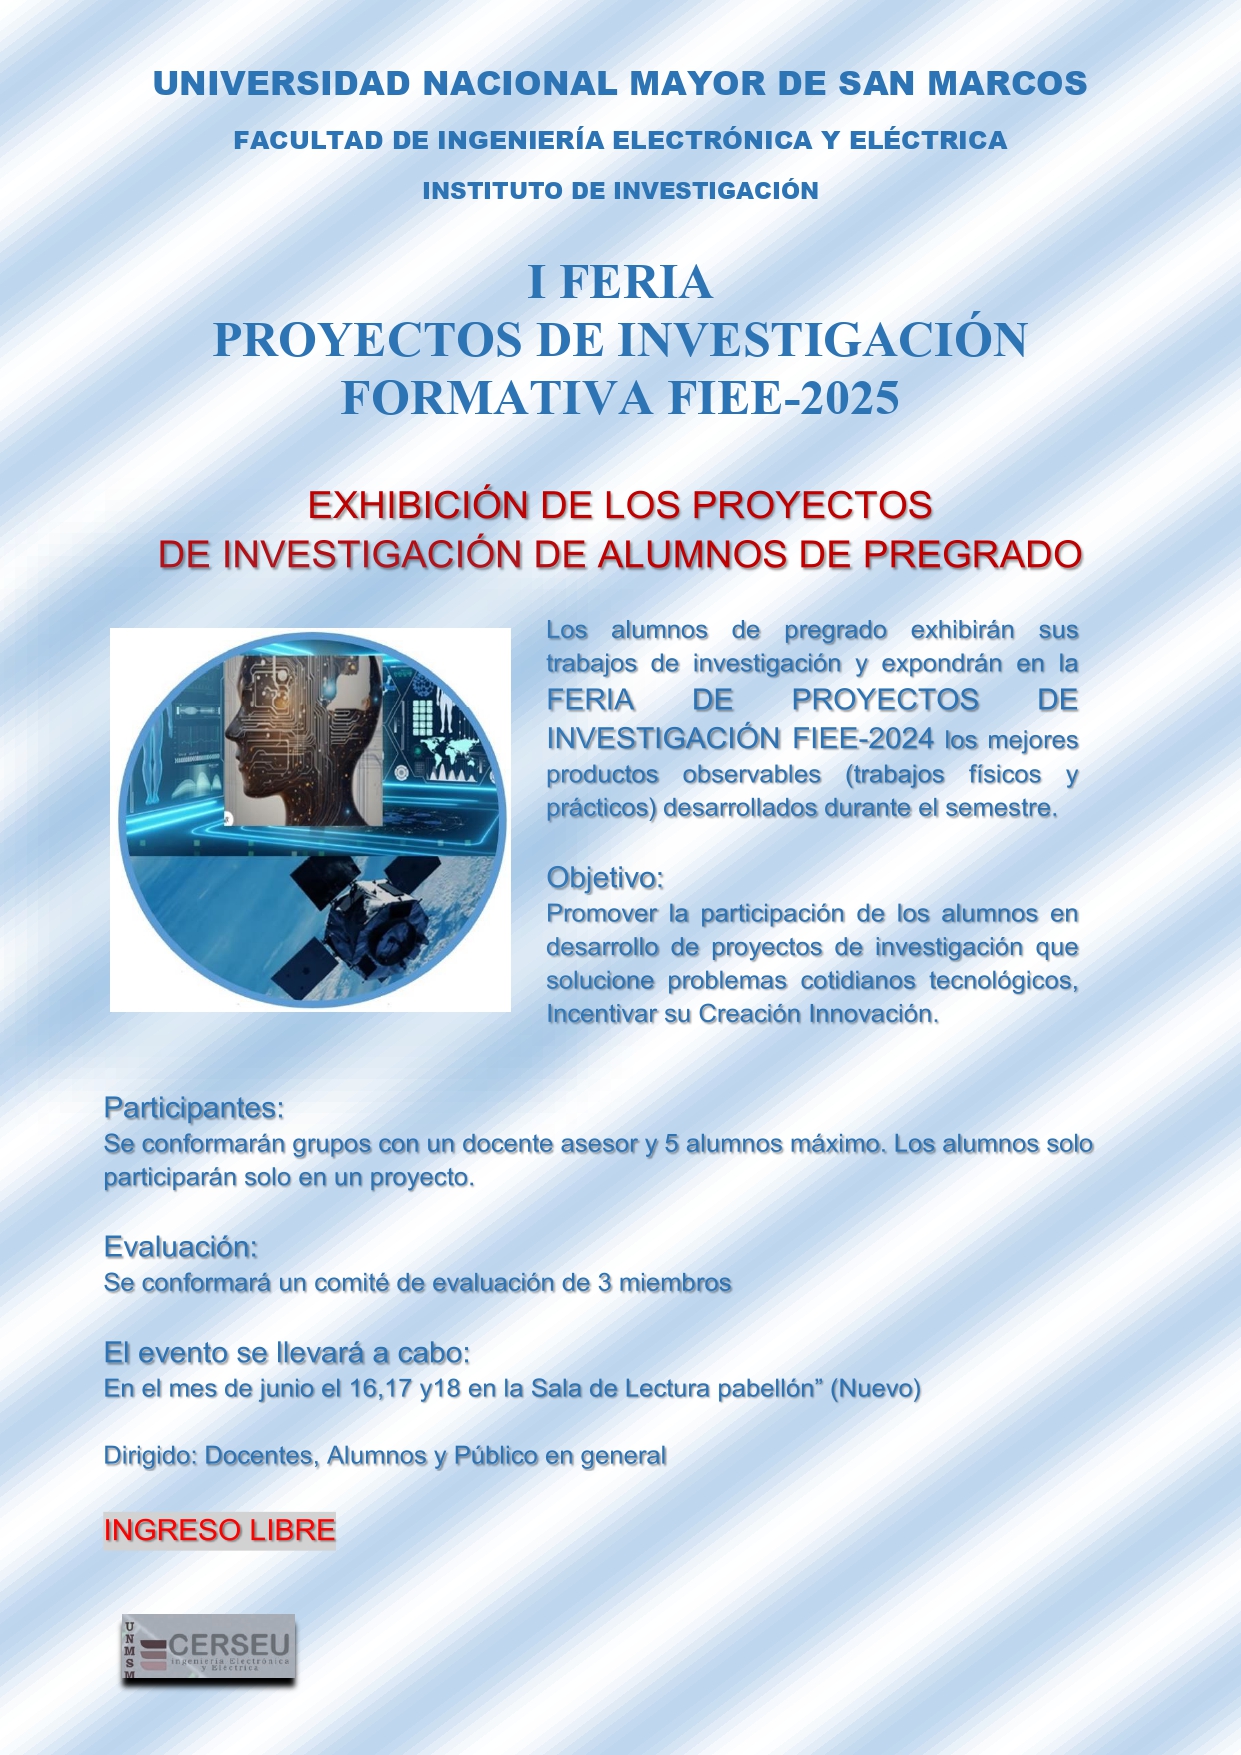 UNIVERSIDAD NACIONAL MAYOR DE SAN MARCOS
FACULTAD DE INGENIERÍA ELECTRÓNICA Y ELÉCTRICA
INSTITUTO DE INVESTIGACIÓN
I FERIA
PROYECTOS DE INVESTIGACIÓN
FORMATIVA FIEE-2025
EXHIBICIÓN DE LOS PROYECTOS
DE INVESTIGACIÓN DE ALUMNOS DE PREGRADO
Los alumnos de pregrado exhibirán sus
trabajos de investigación y expondrán en la
FERIA DE PROYECTOS DE
INVESTIGACIÓN FIEE-2024 los mejores
productos observables (trabajos físicos y
prácticos) desarrollados durante el semestre.
Objetivo:
Promover la participación de los alumnos en
desarrollo de proyectos de investigación que
solucione problemas cotidianos tecnológicos,
Incentivar su Creación Innovación.
Participantes:
Se conformarán grupos con un docente asesor y 5 alumnos máximo. Los alumnos solo
participarán solo en un proyecto.
Evaluación:
Se conformará un comité de evaluación de 3 miembros
El evento se llevará a cabo:
En el mes de junio el 16,17 y18 en la Sala de Lectura pabellón” (Nuevo)
Dirigido: Docentes, Alumnos y Público en general
INGRESO LIBRE
UNMSM
CERSEU
Ingeniería Electrónica
y Eléctrica